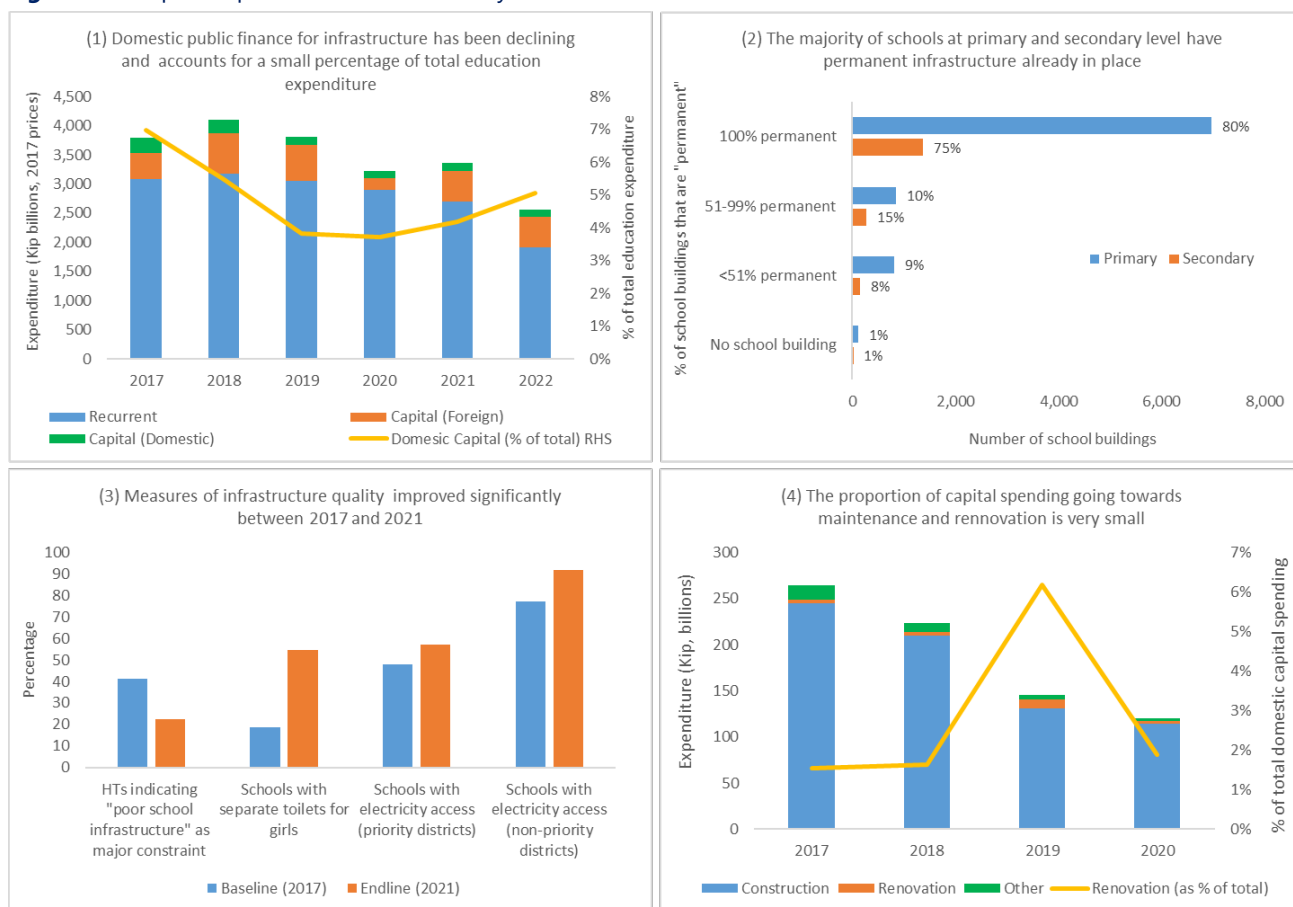 (1) Domestic public finance for infrastructure has been declining
and accounts for a small percentage of total education
expenditure
Expenditure (Kip billions, 2017 prices)
4,500
4,000
3,500
3,000
2,500
2,000
1,500
1,000
500
0
8%
7%
6%
5%
4%
3%
2%
1%
0%
% of total education expenditure
2017 2018 2019 2020 2021 2022
Recurrent Capital (Foreign)
Capital (Domestic) Domesic Capital (% of total) RHS
(2) The majority of schools at primary and secondary level have
permanent infrastructure already in place
% of school buildings that are "permanent"
100% permanent
80%
75%
51-99% permanent
10%
15%
<51% permanent
9%
8%
No school building
1%
1%
Primary Secondary
0 2,000 4,000 6,000 8,000
Number of school buildings
(3) Measures of infrastructure quality improved significantly
between 2017 and 2021
Percentage
100
90
80
70
60
50
40
30
20
10
0
HTs indicating
"poor school
infrastructure" as
major constraint
Schools with
separate toilets for
girls
Schools with
electricity access
(priority districts)
Schools with
electricity access
(non-priority
districts)
Baseline (2017) Endline (2021)
(4) The proportion of capital spending going towards
maintenance and rennovation is very small
Expenditure (Kip, billions)
300
250
200
150
100
50
0
7%
6%
5%
4%
3%
2%
1%
0%
% of total domestic capital spending
2017 2018 2019 2020
Construction Renovation Other Renovation (as % of total)